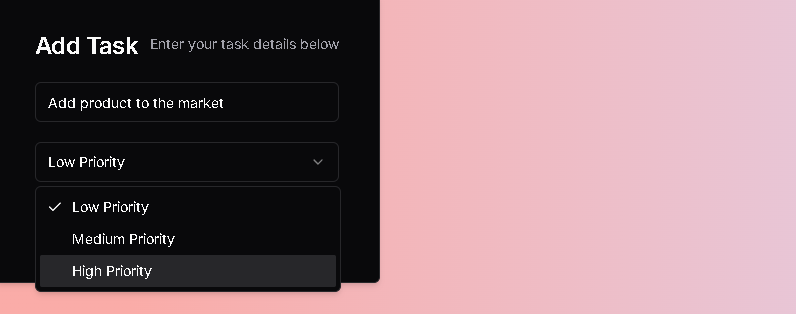 Add Task Enter your task details below
Add product to the market
Low Priority
Low Priority
Medium Priority
High Priority